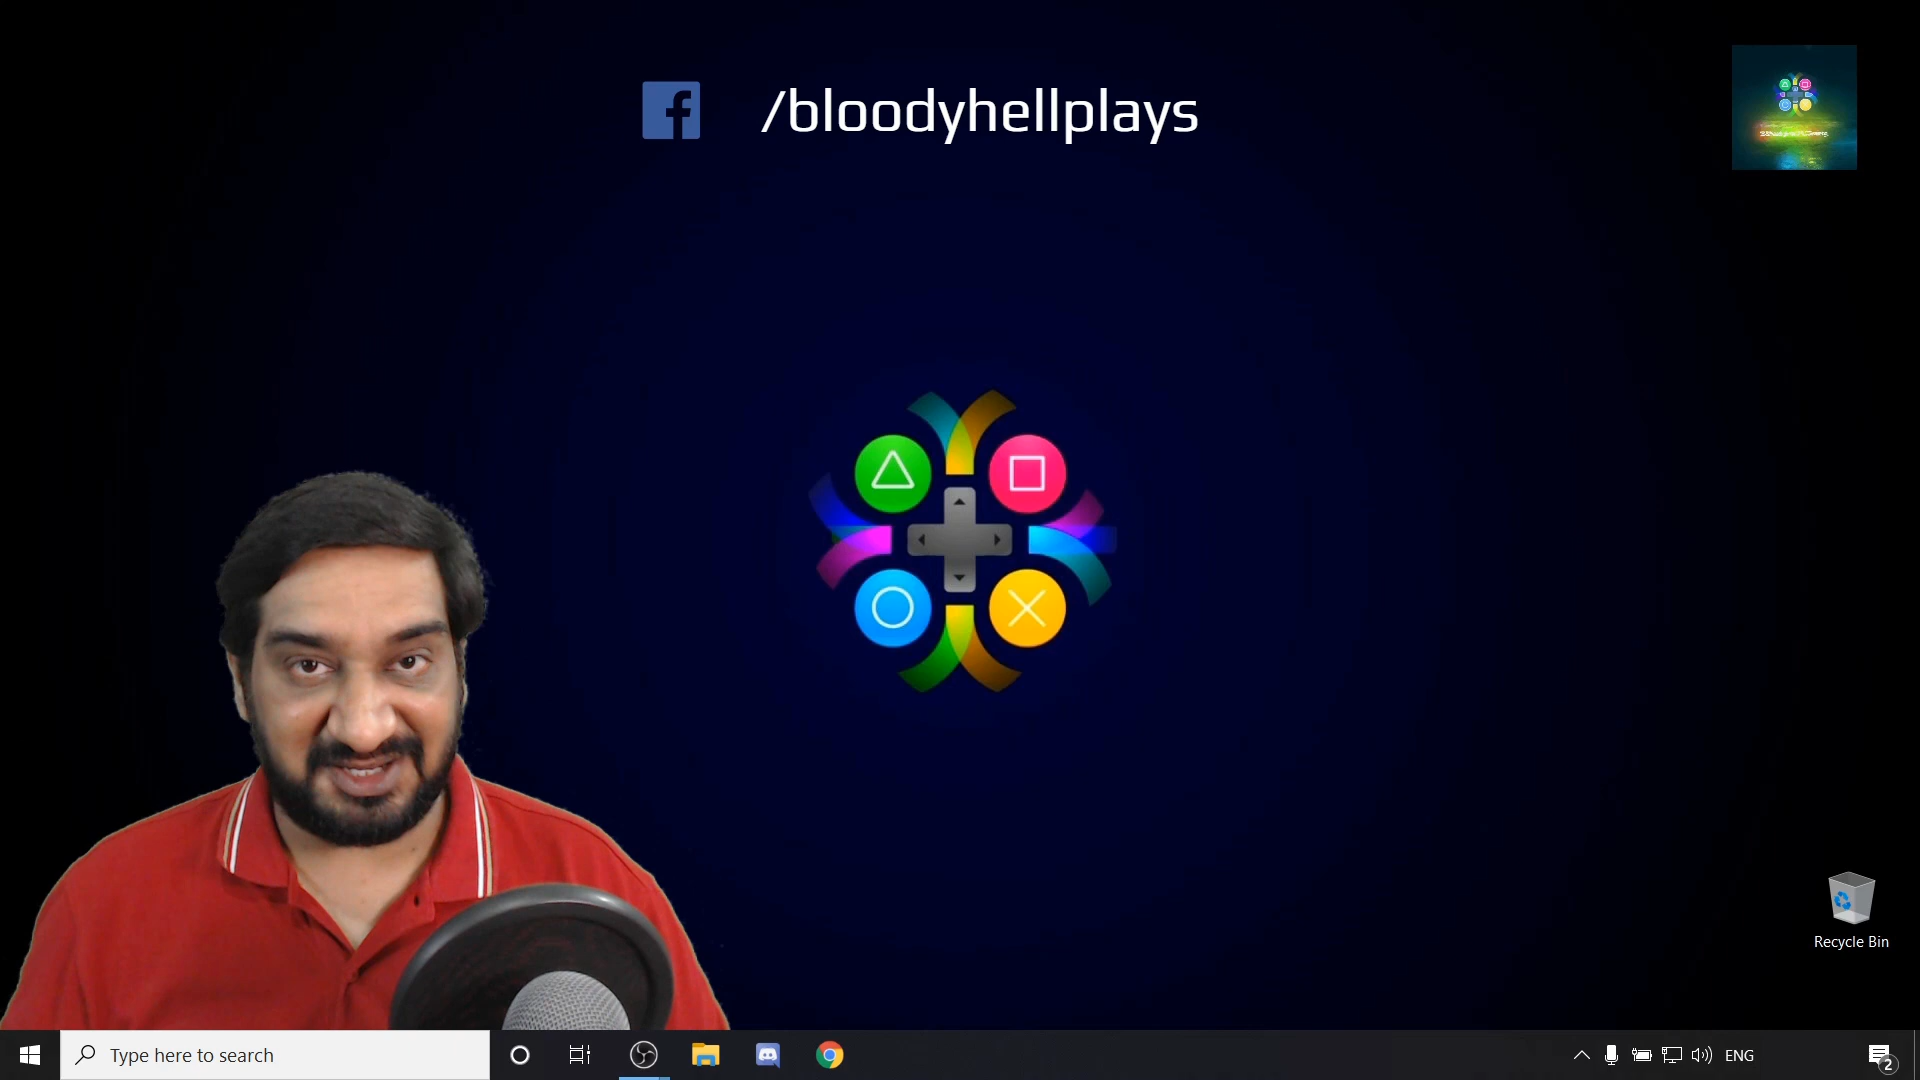 /bloodyhellplays
Recycle Bin
Type here to search
ENG
2